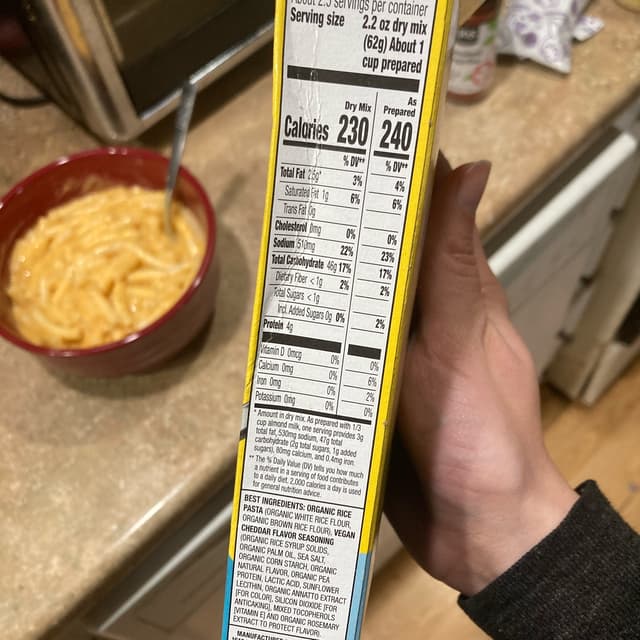 About 2.5 servings per container
Serving size 2.2 oz dry mix
(62g) About 1
cup prepared
Dry Mix As Prepared
Calories 230 240
% DV** % DV**
Total Fat 2.5g* 3% 4%
Saturated Fat 1g 6% 6%
Trans Fat 0g
Cholesterol 0mg 0% 0%
Sodium 510mg 22% 23%
Total Carbohydrate 46g 17% 17%
Dietary Fiber <1g 2% 2%
Total Sugars <1g
Incl. Added Sugars 0g 0% 2%
Protein 4g
Vitamin D 0mcg 0% 0%
Calcium 0mg 0% 6%
Iron 0mg 0% 2%
Potassium 0mg 0% 0%
* Amount in dry mix. As prepared with 1/3
cup almond milk, one serving provides 3g
total fat, 530mg sodium, 47g total
carbohydrate (2g total sugars, 1g added
sugars), 80mg calcium, and 0.4mg iron.
** The % Daily Value (DV) tells you how much
a nutrient in a serving of food contributes
to a daily diet. 2,000 calories a day is used
for general nutrition advice.
BEST INGREDIENTS: ORGANIC RICE
PASTA (ORGANIC WHITE RICE FLOUR,
ORGANIC BROWN RICE FLOUR), VEGAN
CHEDDAR FLAVOR SEASONING
(ORGANIC RICE SYRUP SOLIDS,
ORGANIC PALM OIL, SEA SALT,
ORGANIC CORN STARCH, ORGANIC
NATURAL FLAVOR, ORGANIC PEA
PROTEIN, LACTIC ACID, SUNFLOWER
LECITHIN, ORGANIC ANNATTO EXTRACT
[FOR COLOR], SILICON DIOXIDE [FOR
ANTICAKING], MIXED TOCOPHEROLS
[VITAMIN E] AND ORGANIC ROSEMARY
EXTRACT TO PROTECT FLAVOR).